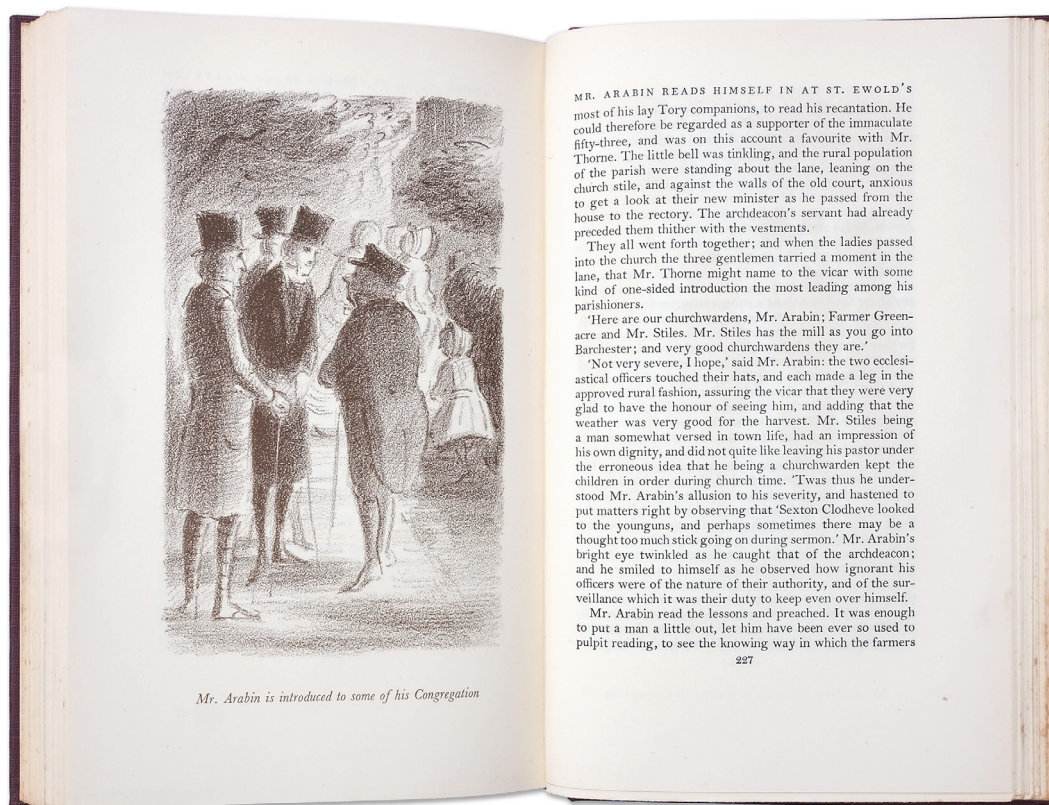 Mr. Arabin is introduced to some of his Congregation
MR. ARABIN READS HIMSELF IN AT ST. EWOLD'S
most of his lay Tory companions, to read his recantation. He
could therefore be regarded as a supporter of the immaculate
fifty-three, and was on this account a favourite with Mr.
Thorne. The little bell was tinkling, and the rural population
of the parish were standing about the lane, leaning on the
church stile, and against the walls of the old court, anxious
to get a look at their new minister as he passed from the
house to the rectory. The archdeacon's servant had already
preceded them thither with the vestments.
They all went forth together; and when the ladies passed
into the church the three gentlemen tarried a moment in the
lane, that Mr. Thorne might name to the vicar with some
kind of one-sided introduction the most leading among his
parishioners.
'Here are our churchwardens, Mr. Arabin; Farmer Green-
acre and Mr. Stiles. Mr. Stiles has the mill as you go into
Barchester; and very good churchwardens they are.'
'Not very severe, I hope,' said Mr. Arabin: the two ecclesi-
astical officers touched their hats, and each made a leg in the
approved rural fashion, assuring the vicar that they were very
glad to have the honour of seeing him, and adding that the
weather was very good for the harvest. Mr. Stiles being
a man somewhat versed in town life, had an impression of
his own dignity, and did not quite like leaving his pastor under
the erroneous idea that he being a churchwarden kept the
children in order during church time. 'Twas thus he under-
stood Mr. Arabin's allusion to his severity, and hastened to
put matters right by observing that 'Sexton Clodheve looked
to the younguns, and perhaps sometimes there may be a
thought too much stick going on during sermon.' Mr. Arabin's
bright eye twinkled as he caught that of the archdeacon;
and he smiled to himself as he observed how ignorant his
officers were of the nature of their authority, and of the sur-
veillance which it was their duty to keep even over himself.
Mr. Arabin read the lessons and preached. It was enough
to put a man a little out, let him have been ever so used to
pulpit reading, to see the knowing way in which the farmers
227